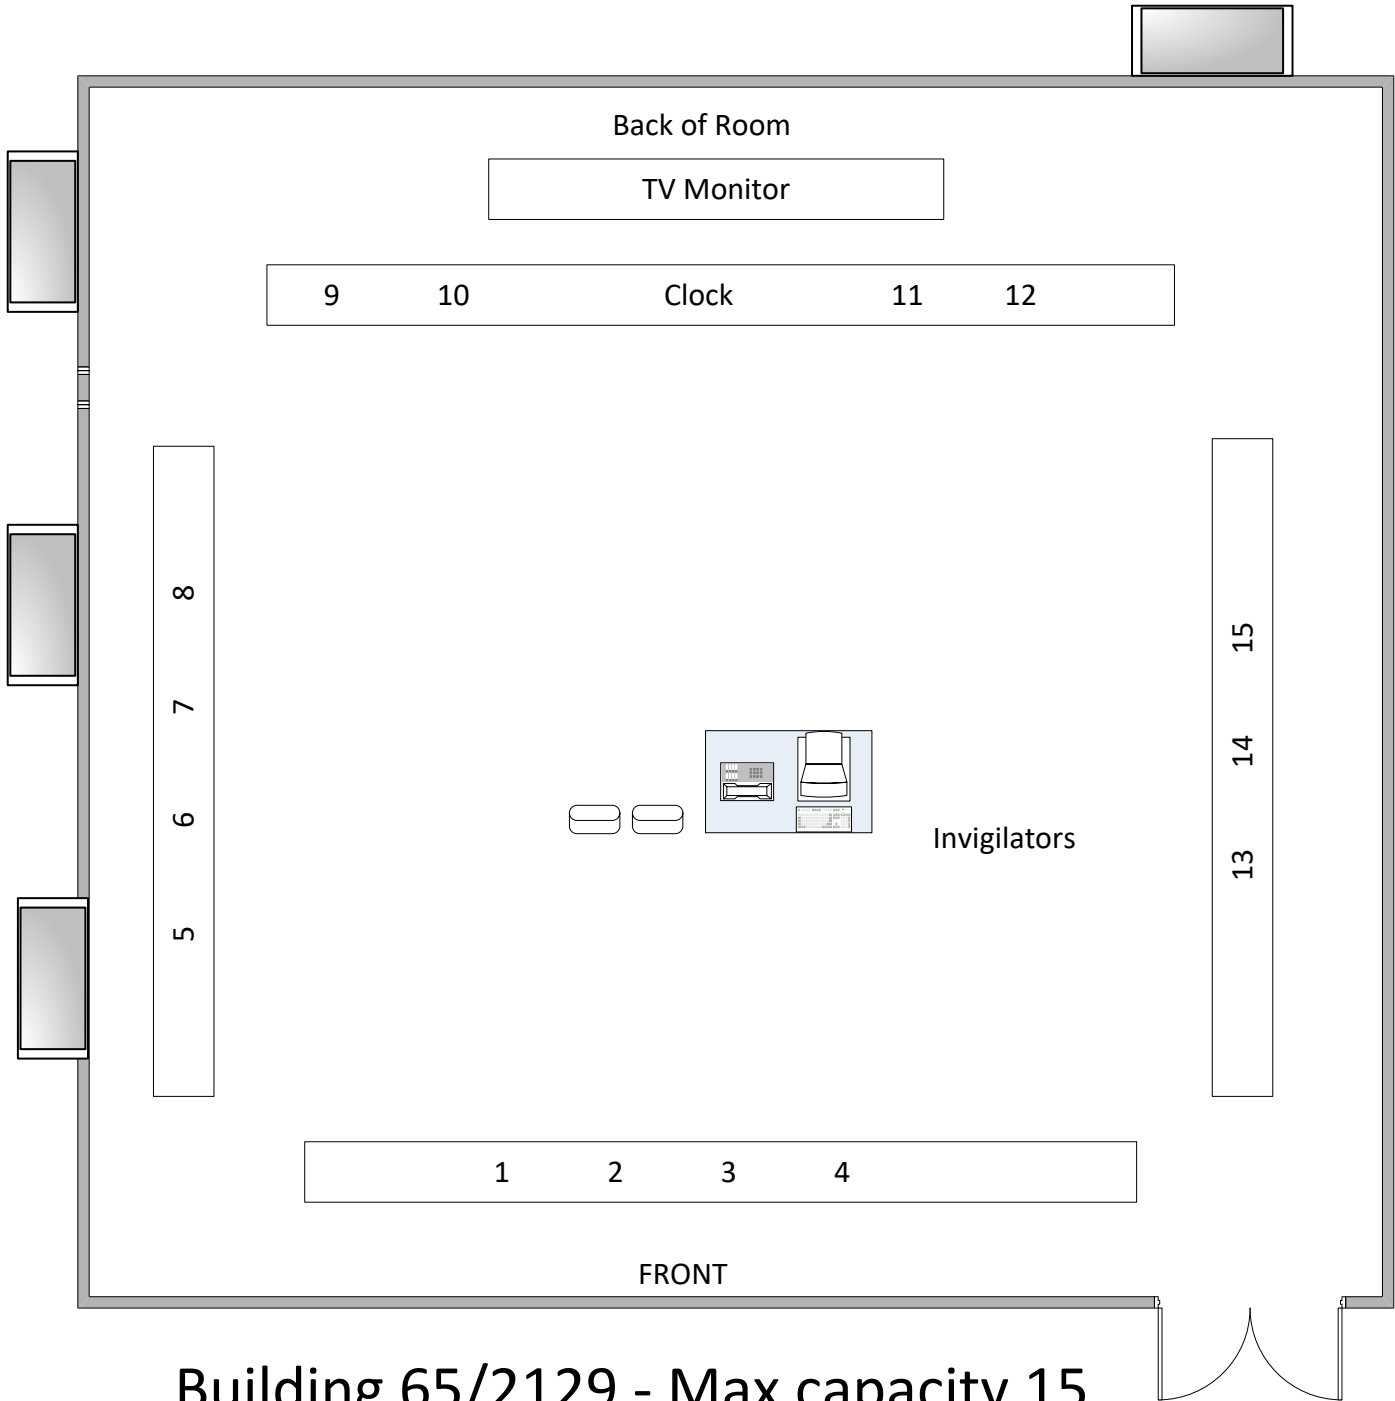 Back of Room
TV Monitor
9 10 Clock 11 12
8
7
6
5
15
14
13
Invigilators
1 2 3 4
FRONT
Building 65/2129 - Max capacity 15